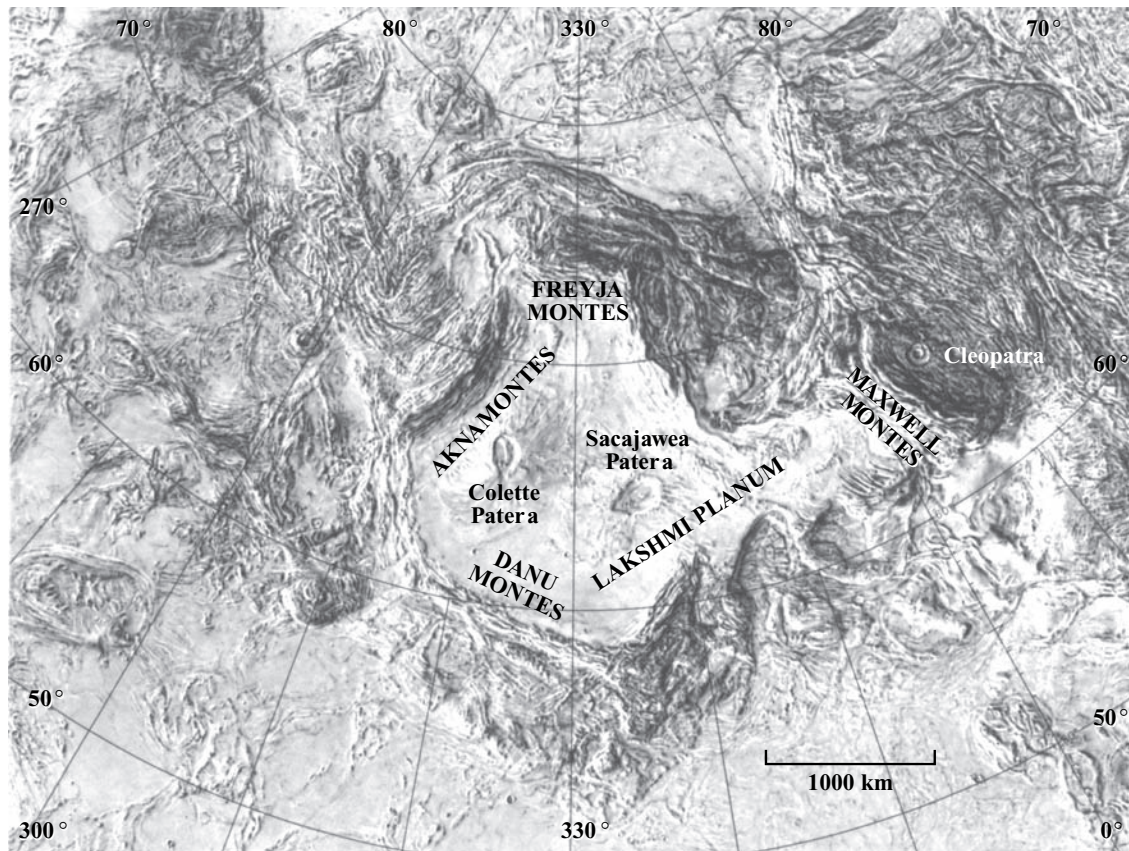 70° 80° 330° 80° 70°
270°
FREYJA
MONTES
Cleopatra
60° 60°
MAXWELL
MONTES
AKNAMONTES
Sacajawea
Patera
Colette
Patera
LAKSHMI PLANUM
DANU
MONTES
50° 50°
1000 km
300° 330° 0°